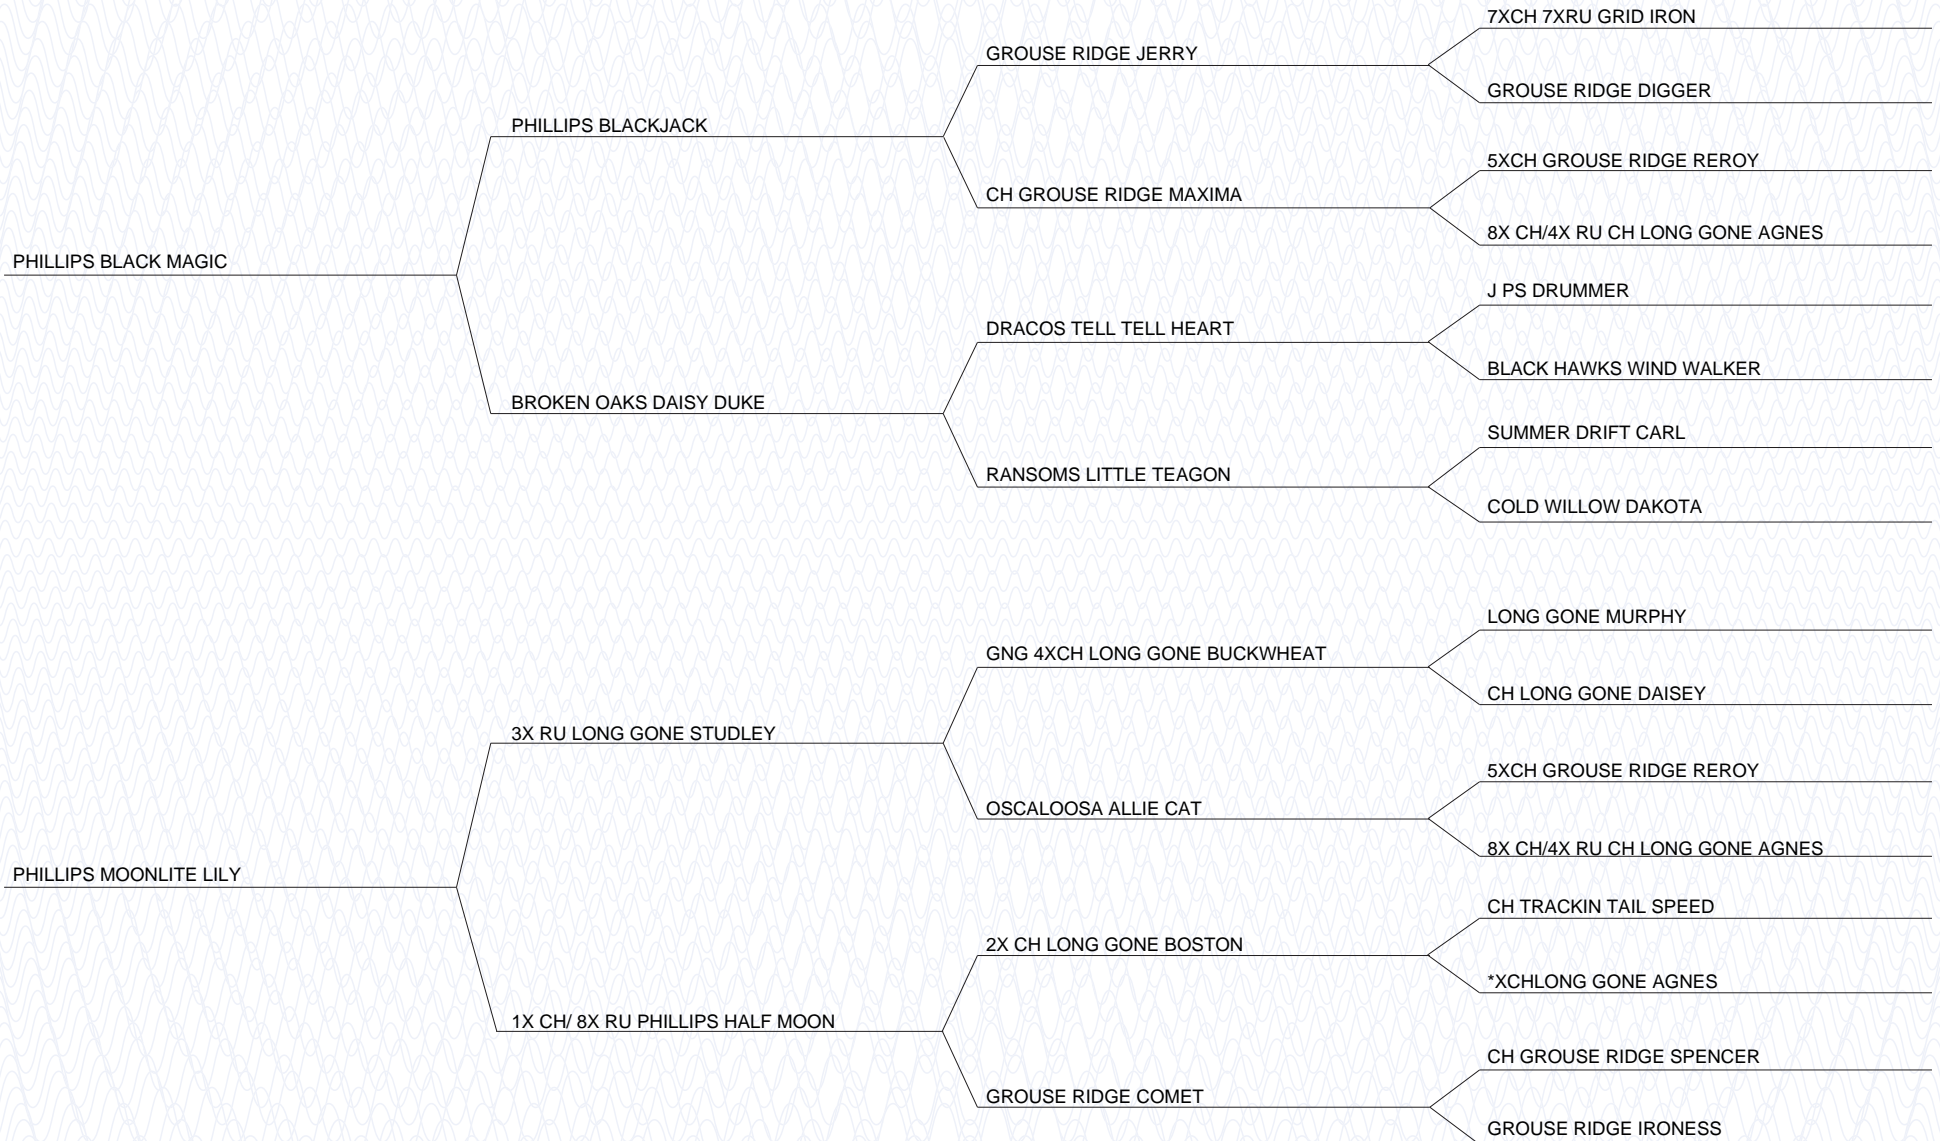 7XCH 7XRU GRID IRON
GROUSE RIDGE JERRY
GROUSE RIDGE DIGGER
PHILLIPS BLACKJACK
5XCH GROUSE RIDGE REROY
CH GROUSE RIDGE MAXIMA
8X CH/4X RU CH LONG GONE AGNES
PHILLIPS BLACK MAGIC
J PS DRUMMER
DRACOS TELL TELL HEART
BLACK HAWKS WIND WALKER
BROKEN OAKS DAISY DUKE
SUMMER DRIFT CARL
RANSOMS LITTLE TEAGON
COLD WILLOW DAKOTA
LONG GONE MURPHY
GNG 4XCH LONG GONE BUCKWHEAT
CH LONG GONE DAISEY
3X RU LONG GONE STUDLEY
5XCH GROUSE RIDGE REROY
OSCALOOSA ALLIE CAT
8X CH/4X RU CH LONG GONE AGNES
PHILLIPS MOONLITE LILY
CH TRACKIN TAIL SPEED
2X CH LONG GONE BOSTON
*XCHLONG GONE AGNES
1X CH/ 8X RU PHILLIPS HALF MOON
CH GROUSE RIDGE SPENCER
GROUSE RIDGE COMET
GROUSE RIDGE IRONESS